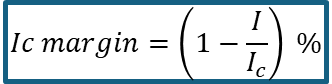 Ic margin = (1 − I/I_c) %